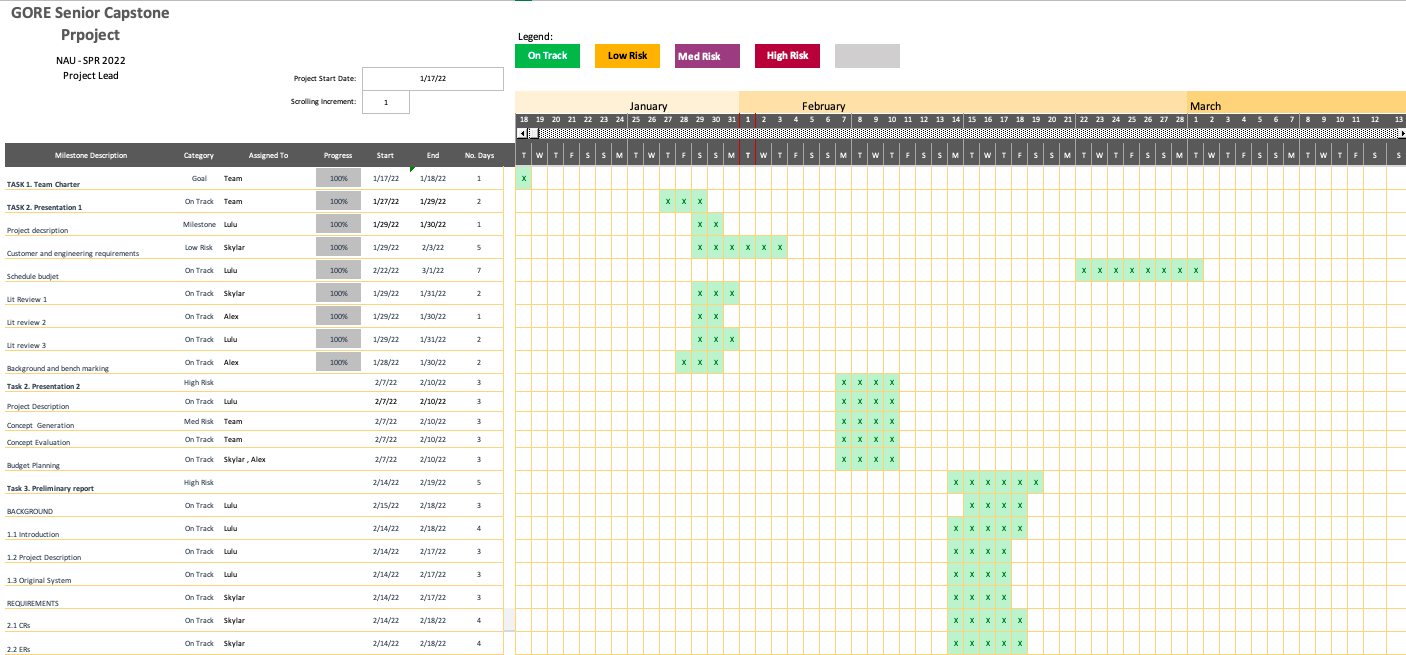 GORE Senior Capstone
Prpoject
NAU - SPR 2022
Project Lead
Project Start Date: 1/17/22
Scrolling Increment: 1
Legend:
On Track Low Risk Med Risk High Risk
January February March
18 19 20 21 22 23 24 25 26 27 28 29 30 31 1 2 3 4 5 6 7 8 9 10 11 12 13 14 15 16 17 18 19 20 21 22 23 24 25 26 27 28 1 2 3 4 5 6 7 8 9 10 11 12 13
Milestone Description Category Assigned To Progress Start End No. Days T W T F S S M T W T F S S M T W T F S S M T W T F S S M T W T F S S M T W T F S S M T W T F S S M T W T F S S
TASK 1. Team Charter Goal Team 100% 1/17/22 1/18/22 1 x
TASK 2. Presentation 1 On Track Team 100% 1/27/22 1/29/22 2 x x x
Project decsription Milestone Lulu 100% 1/29/22 1/30/22 1 x x
Customer and engineering requirements Low Risk Skylar 100% 1/29/22 2/3/22 5 x x x x x x
Schedule budjet On Track Lulu 100% 2/22/22 3/1/22 7 x x x x x x x x
Lit Review 1 On Track Skylar 100% 1/29/22 1/31/22 2 x x x
Lit review 2 On Track Alex 100% 1/29/22 1/30/22 1 x x
Lit review 3 On Track Lulu 100% 1/29/22 1/31/22 2 x x x
Background and bench marking On Track Alex 100% 1/28/22 1/30/22 2 x x x
Task 2. Presentation 2 High Risk 2/7/22 2/10/22 3 x x x x
Project Description On Track Lulu 2/7/22 2/10/22 3 x x x x
Concept Generation Med Risk Team 2/7/22 2/10/22 3 x x x x
Concept Evaluation On Track Team 2/7/22 2/10/22 3 x x x x
Budget Planning On Track Skylar , Alex 2/7/22 2/10/22 3 x x x x
Task 3. Preliminary report High Risk 2/14/22 2/19/22 5 x x x x x x
BACKGROUND On Track Lulu 2/15/22 2/18/22 3 x x x x
1.1 Introduction On Track Lulu 2/14/22 2/18/22 4 x x x x x
1.2 Project Description On Track Lulu 2/14/22 2/17/22 3 x x x x
1.3 Original System On Track Lulu 2/14/22 2/17/22 3 x x x x
REQUIREMENTS On Track Skylar 2/14/22 2/17/22 3 x x x x
2.1 CRs On Track Skylar 2/14/22 2/18/22 4 x x x x x
2.2 ERs On Track Skylar 2/14/22 2/18/22 4 x x x x x